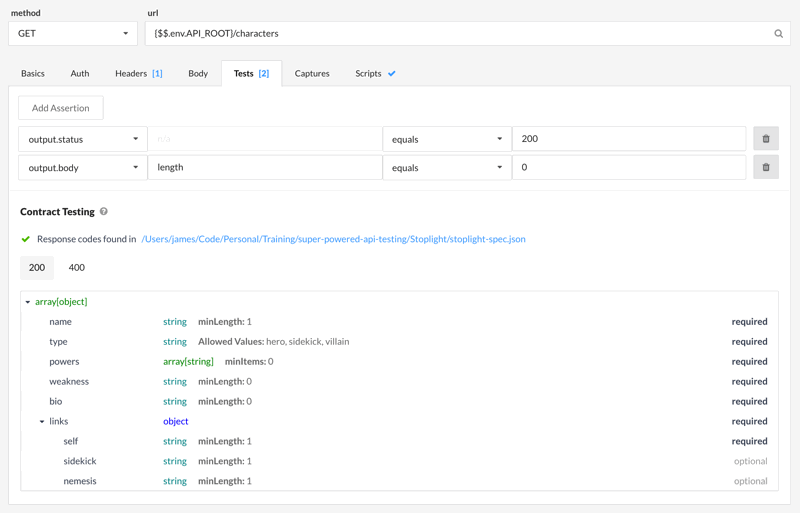 method url
GET {$$.env.API_ROOT}/characters
Basics Auth Headers [1] Body Tests [2] Captures Scripts
Add Assertion
output.status n/a equals 200
output.body length equals 0
Contract Testing ?
Response codes found in /Users/james/Code/Personal/Training/super-powered-api-testing/Stoplight/stoplight-spec.json
200 400
array[object]
name string minLength: 1 required
type string Allowed Values: hero, sidekick, villain required
powers array[string] minItems: 0 required
weakness string minLength: 0 required
bio string minLength: 0 required
links object required
self string minLength: 1 required
sidekick string minLength: 1 optional
nemesis string minLength: 1 optional